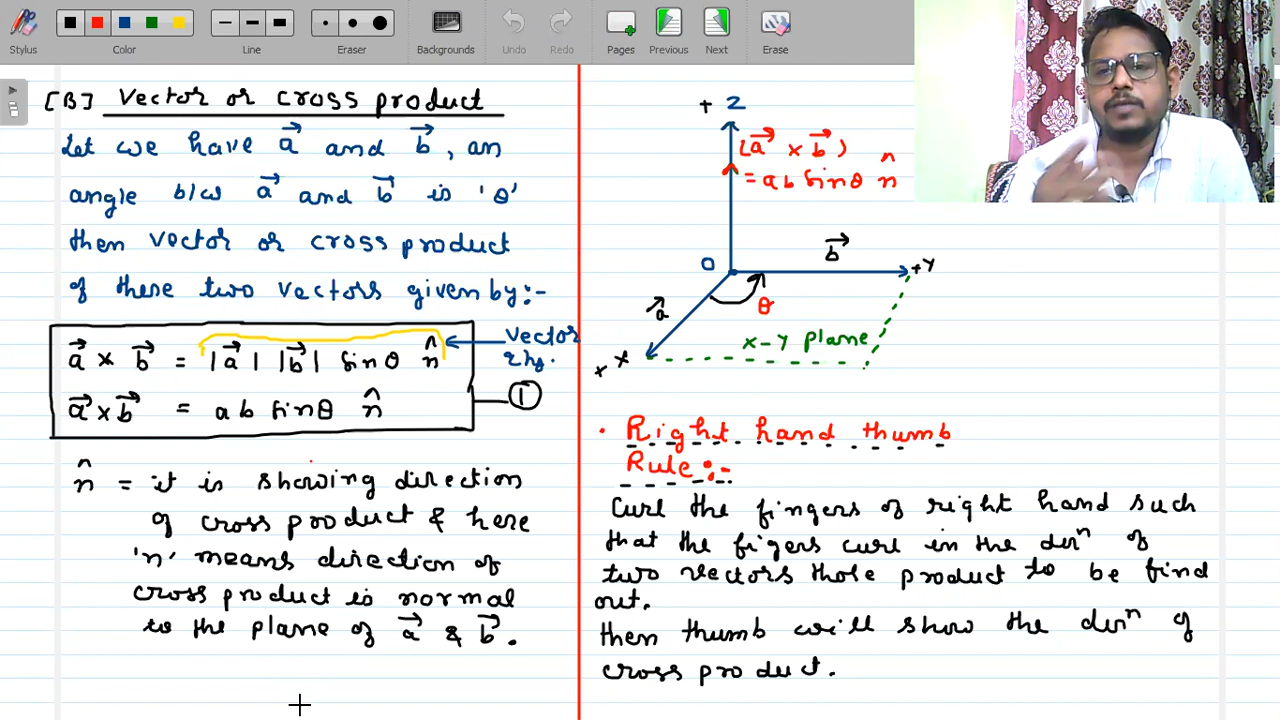 Stylus
Color
Line
Eraser
Backgrounds
Undo
Redo
Pages
Previous
Next
Erase
[B] Vector or cross product
Let we have a⃗ and b⃗, an
angle b/w a⃗ and b⃗ is 'θ'
then vector or cross product
of these two vectors given by:-
a⃗ × b⃗ = |a⃗| |b⃗| sinθ n̂
Vector
qty.
a⃗×b⃗ = ab sinθ n̂
①
n̂ = it is showing direction
of cross product & here
'n' means direction of
cross product is normal
to the plane of a⃗ & b⃗.
+ Z
(a⃗ × b⃗)
= ab sinθ n̂
b⃗
O
+Y
a⃗
θ
x-y plane
+ X
• Right hand thumb
Rule:-
Curl the fingers of right hand such
that the figers curl in the dirⁿ of
two vectors those product to be find
out.
then thumb will show the dirⁿ of
cross product.